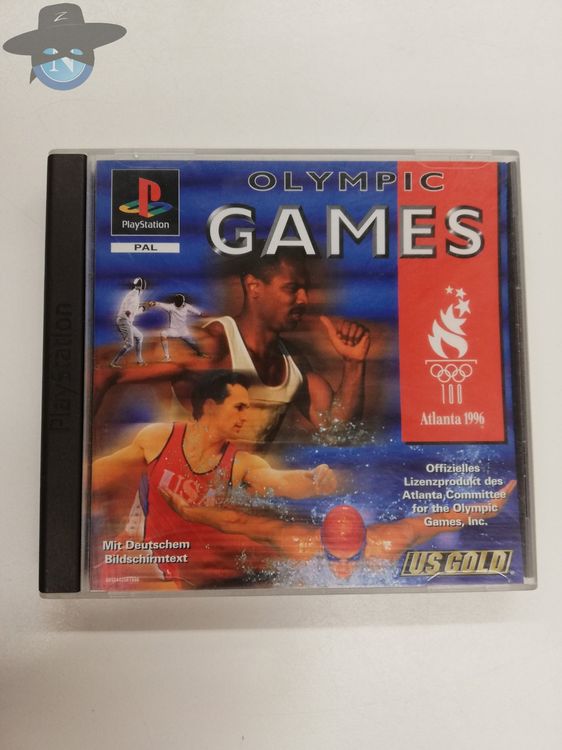 Z
N
PlayStation
PAL
OLYMPIC
GAMES
100
Atlanta 1996
Offizielles
Lizenzprodukt des
Atlanta Committee
for the Olympic
Games, Inc.
USA
Mit Deutschem
Bildschirmtext
US GOLD
PlayStation